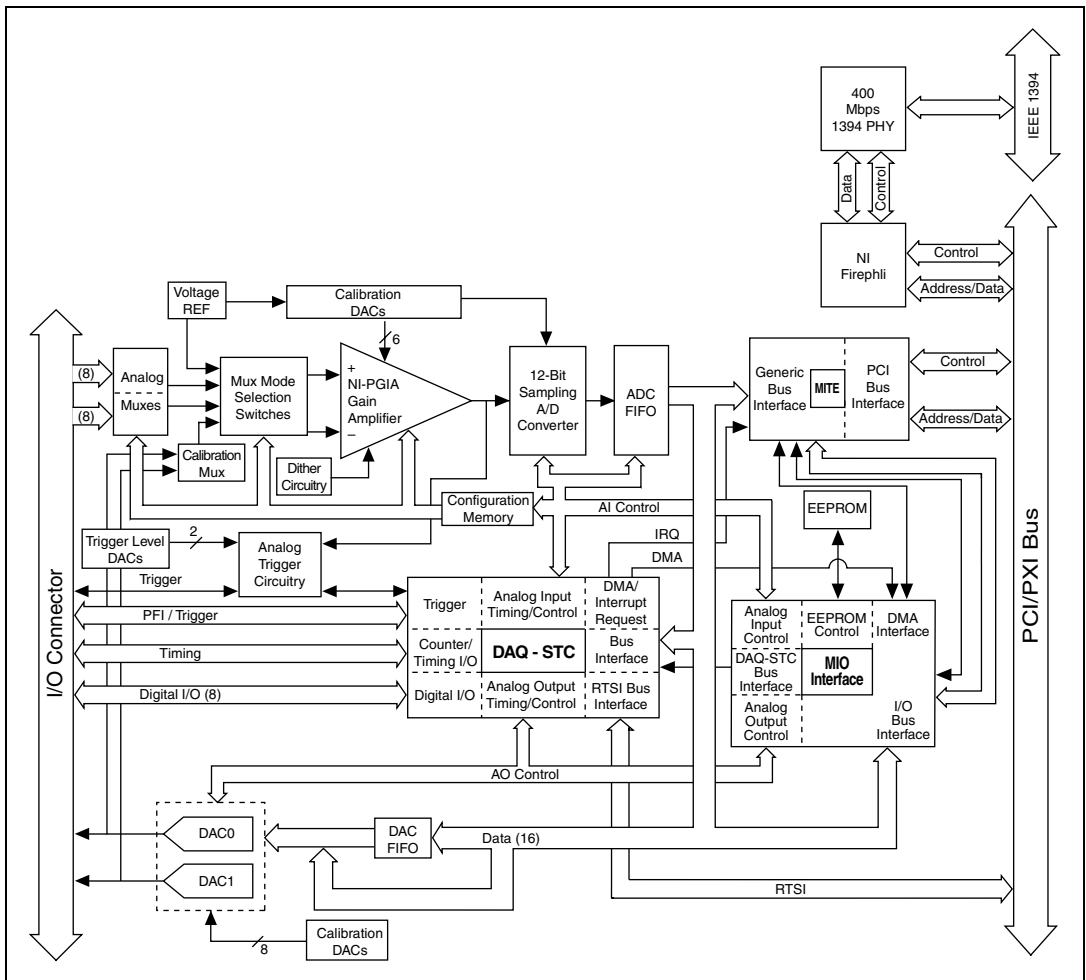 400
Mbps
1394 PHY
IEEE 1394
Data
Control
NI
Firephli
Control
Address/Data
PCI/PXI Bus
I/O Connector
Voltage
REF
Calibration
DACs
6
(8)
(8)
Analog
Muxes
Mux Mode
Selection
Switches
+
NI-PGIA
Gain
Amplifier
–
12-Bit
Sampling
A/D
Converter
ADC
FIFO
Generic
Bus
Interface
MITE
PCI
Bus
Interface
Control
Address/Data
Calibration
Mux
Dither
Circuitry
Configuration
Memory
AI Control
EEPROM
IRQ
DMA
Trigger Level
DACs
2
Analog
Trigger
Circuitry
Trigger
PFI / Trigger
Timing
Digital I/O (8)
Trigger
Analog Input
Timing/Control
DMA/
Interrupt
Request
Counter/
Timing I/O
DAQ - STC
Bus
Interface
Digital I/O
Analog Output
Timing/Control
RTSI Bus
Interface
Analog
Input
Control
EEPROM
Control
DMA
Interface
DAQ-STC
Bus
Interface
MIO
Interface
Analog
Output
Control
I/O
Bus
Interface
AO Control
DAC0
DAC1
DAC
FIFO
Data (16)
RTSI
8
Calibration
DACs